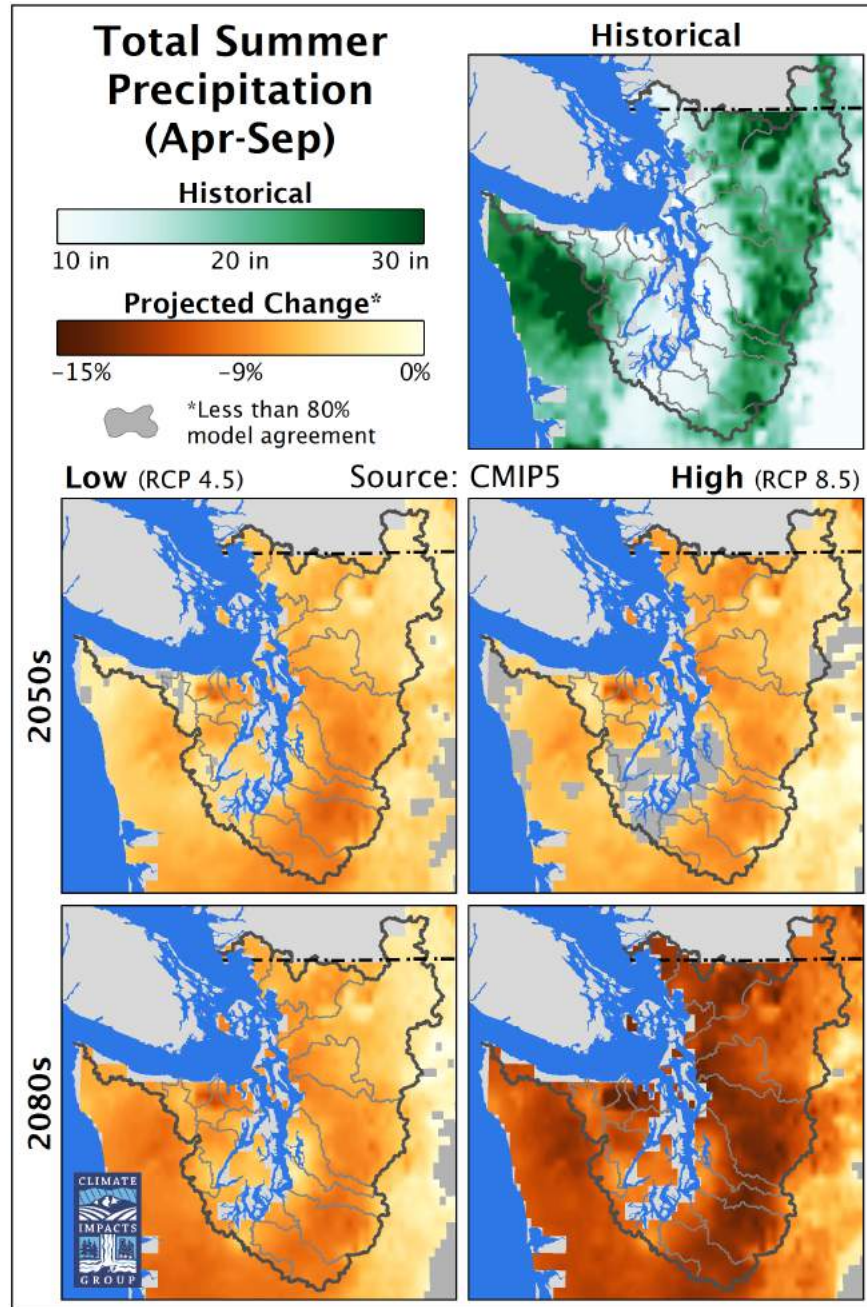 Total Summer
Precipitation
(Apr-Sep)
Historical
Historical
10 in 20 in 30 in
Projected Change*
-15% -9% 0%
*Less than 80%
model agreement
Low (RCP 4.5) Source: CMIP5 High (RCP 8.5)
2050s
2080s
CLIMATE
IMPACTS
GROUP